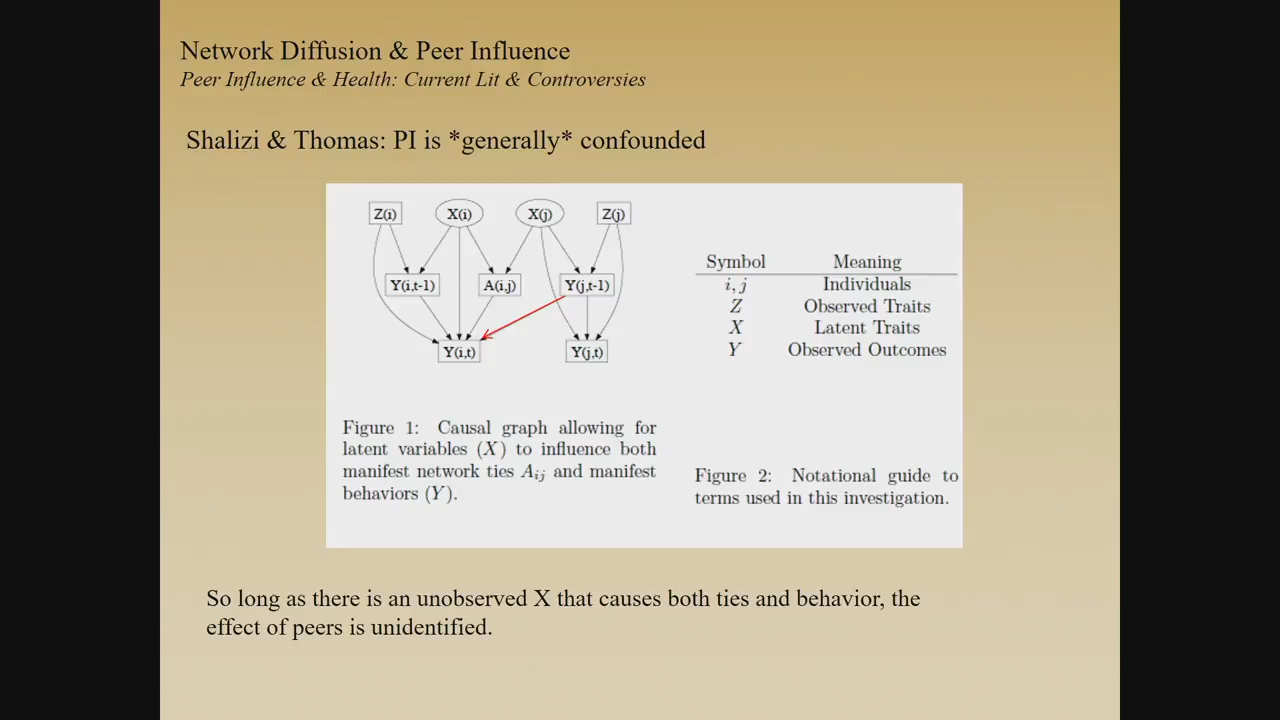 Network Diffusion & Peer Influence
Peer Influence & Health: Current Lit & Controversies
Shalizi & Thomas: PI is *generally* confounded
Z(i) X(i) X(j) Z(j)
Y(i,t-1) A(i,j) Y(j,t-1)
Y(i,t) Y(j,t)
Figure 1: Causal graph allowing for
latent variables (X) to influence both
manifest network ties Aij and manifest
behaviors (Y).
Symbol Meaning
i, j Individuals
Z Observed Traits
X Latent Traits
Y Observed Outcomes
Figure 2: Notational guide to
terms used in this investigation.
So long as there is an unobserved X that causes both ties and behavior, the
effect of peers is unidentified.